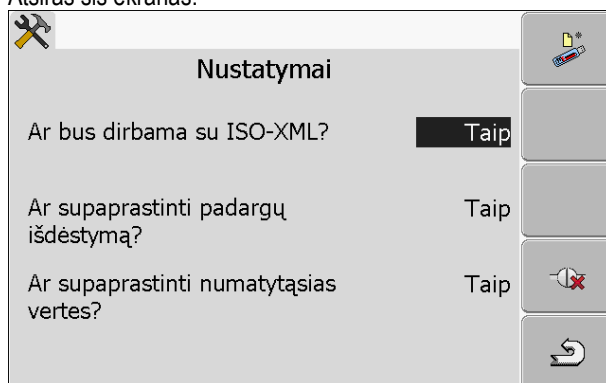 Atsiras šis ekranas:
Nustatymai
Ar bus dirbama su ISO-XML? Taip
Ar supaprastinti padargų Taip
išdėstymą?
Ar supaprastinti numatytąsias Taip
vertes?